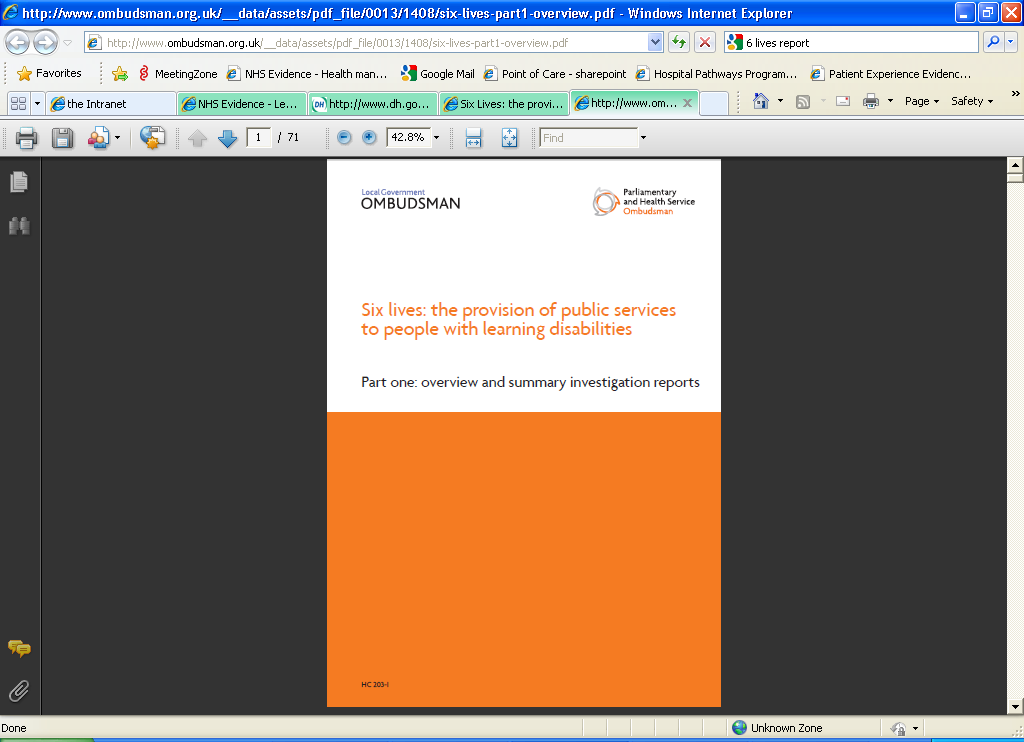 http://www.ombudsman.org.uk/__data/assets/pdf_file/0013/1408/six-lives-part1-overview.pdf - Windows Internet Explorer
http://www.ombudsman.org.uk/__data/assets/pdf_file/0013/1408/six-lives-part1-overview.pdf
6 lives report
Favorites
MeetingZone
NHS Evidence - Health man...
Google Mail
Point of Care - sharepoint
Hospital Pathways Program...
Patient Experience Evidenc...
the Intranet
NHS Evidence - Le...
DH
http://www.dh.go...
Six Lives: the provi...
http://www.om...
Page
Safety
1 / 71
42.8%
Find
Local Government
OMBUDSMAN
Parliamentary
and Health Service
Ombudsman
Six lives: the provision of public services
to people with learning disabilities
Part one: overview and summary investigation reports
HC 203-I
Done
Unknown Zone